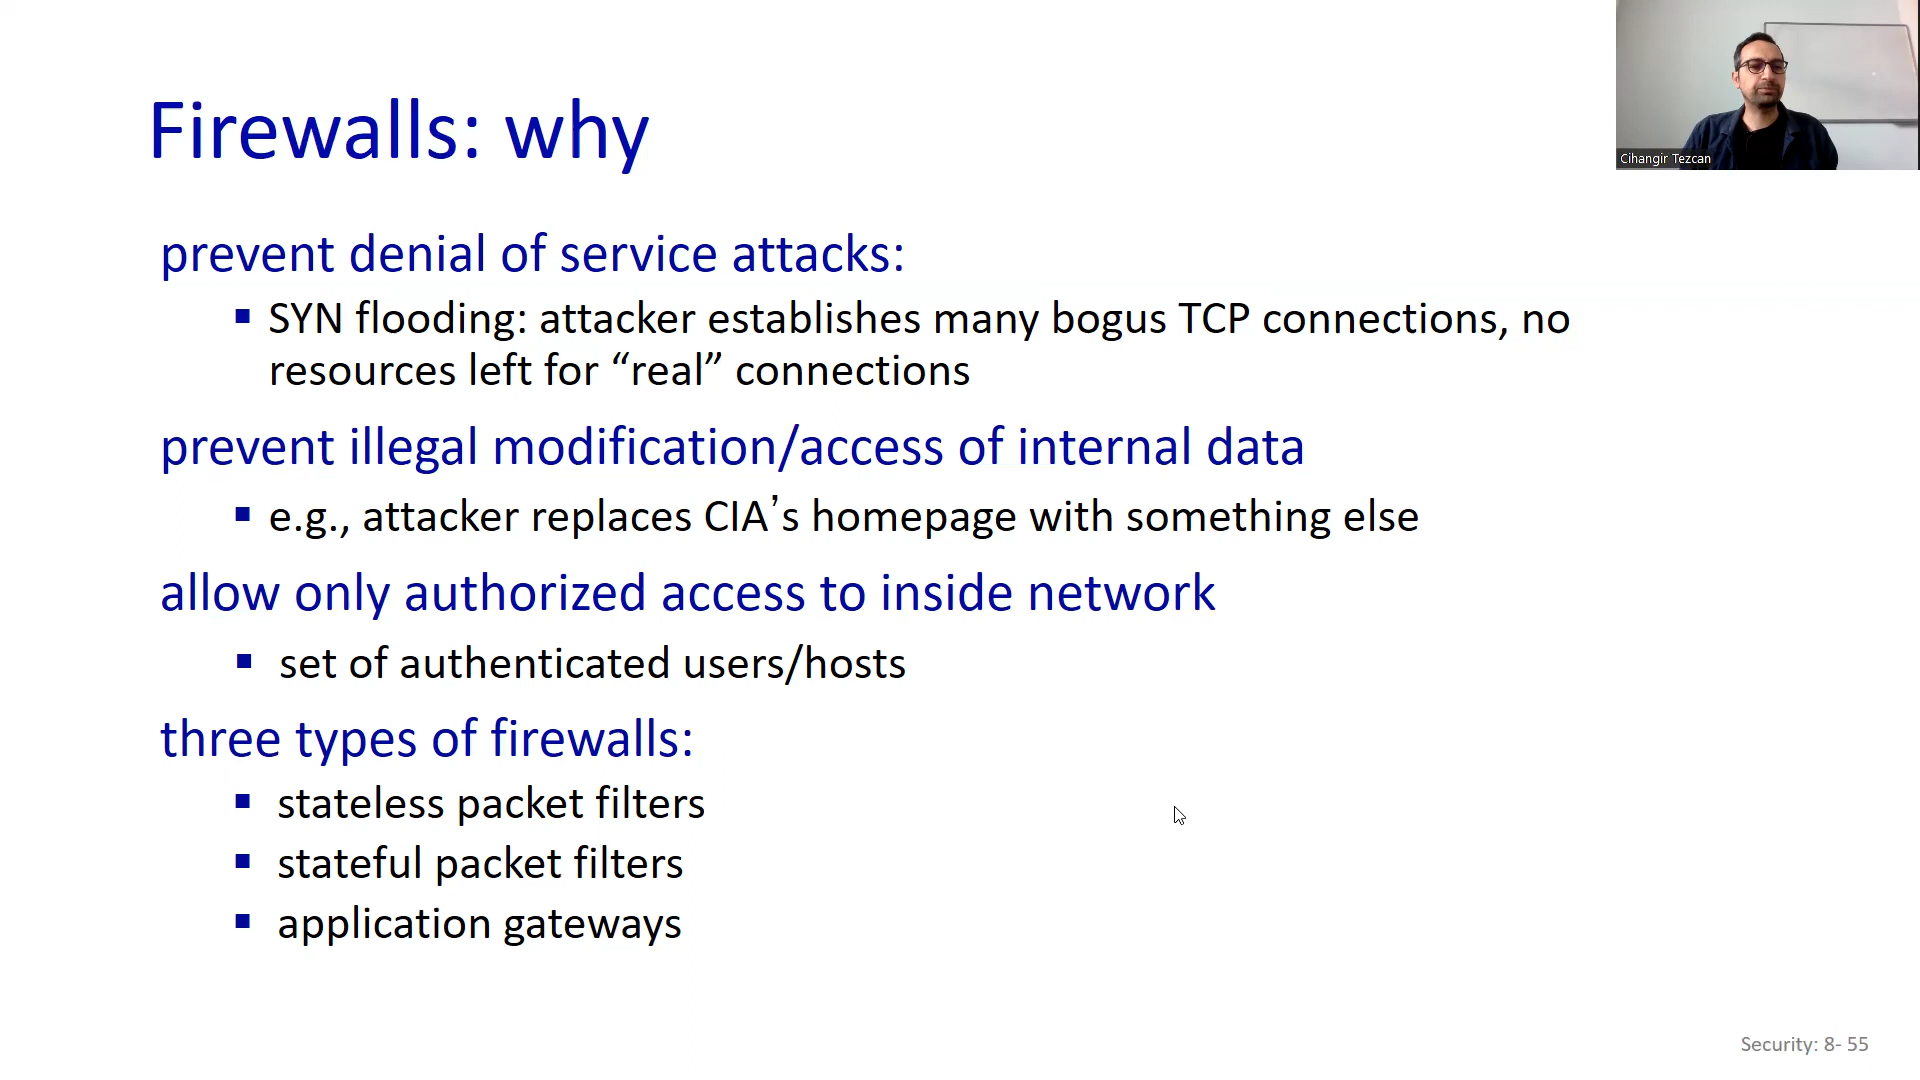 Firewalls: why
Cihangir Tezcan
prevent denial of service attacks:
▪ SYN flooding: attacker establishes many bogus TCP connections, no
resources left for “real” connections
prevent illegal modification/access of internal data
▪ e.g., attacker replaces CIA’s homepage with something else
allow only authorized access to inside network
▪ set of authenticated users/hosts
three types of firewalls:
▪ stateless packet filters
▪ stateful packet filters
▪ application gateways
Security: 8- 55